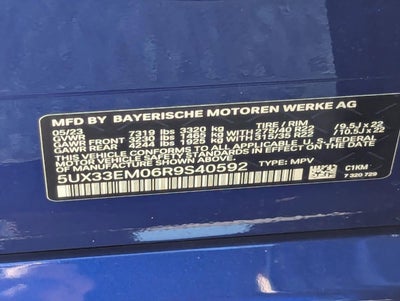 MFD BY BAYERISCHE MOTOREN WERKE AG
05/23 TIRE / RIM
GVWR 7319 lbs 3320 kg
GAWR FRONT 3230 lbs 1465 kg 275/40 R22 /9.5J x 22
GAWR REAR 4244 lbs 1925 kg 315/35 R22 /10.5J x 22
THIS VEHICLE CONFORMS TO ALL APPLICABLE U.S. FEDERAL
MOTOR VEHICLE SAFETY STANDARDS IN EFFECT ON THE DATE OF
MANUFACTURE SHOWN ABOVE.
5UX33EM06R9S40592 TYPE: MPV C1KM
7 320 729